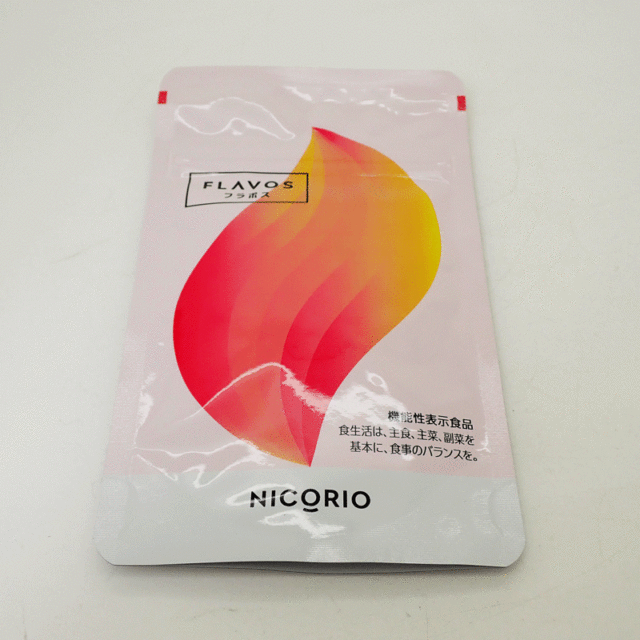 FLAVOS
フラボス
機能性表示食品
食生活は、主食、主菜、副菜を
基本に、食事のバランスを。
NICORIO